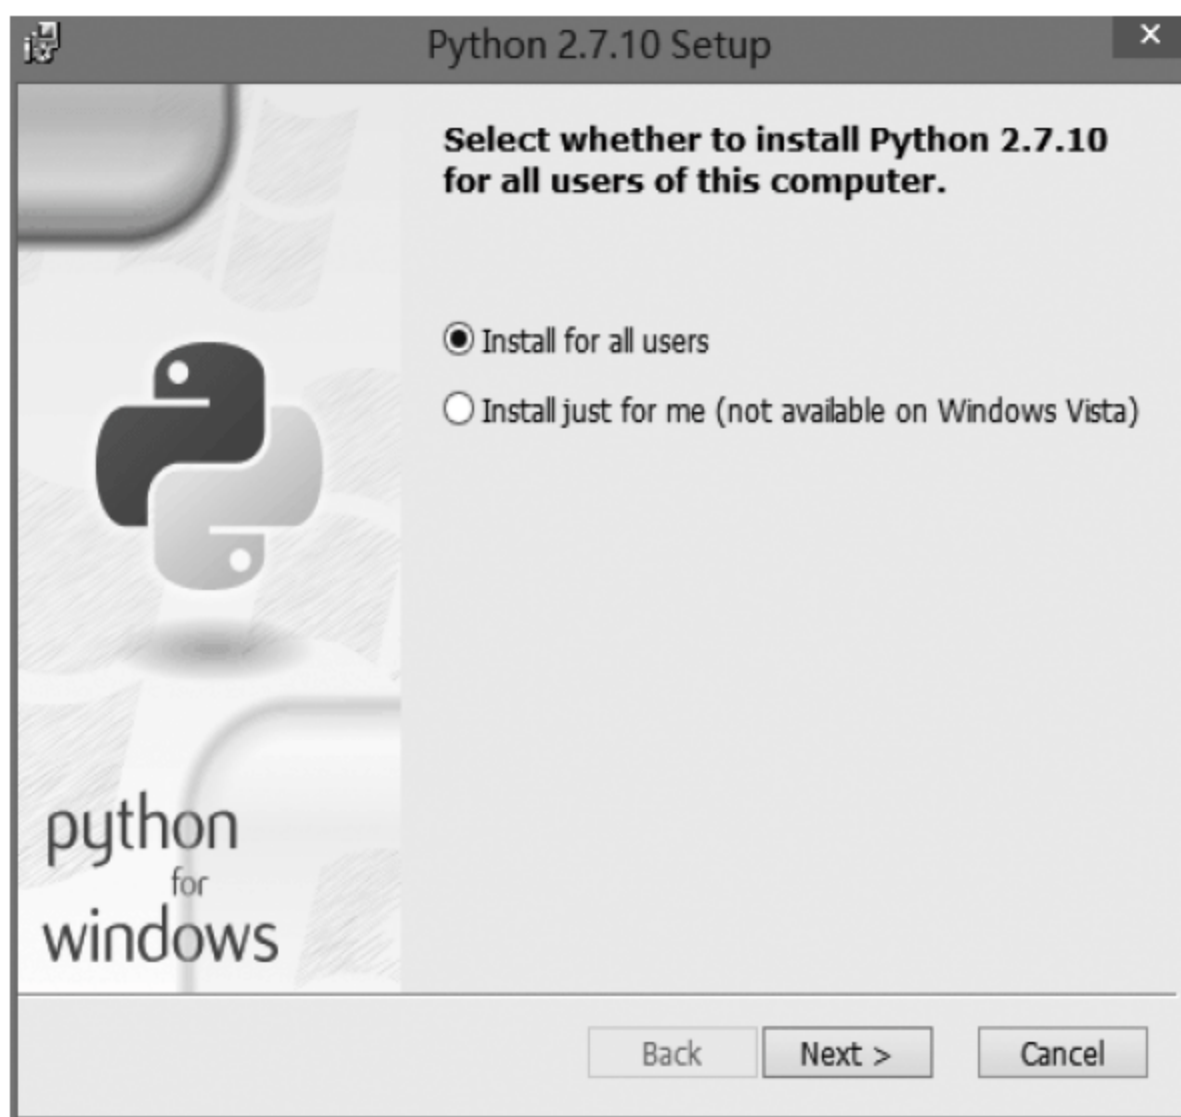 Python 2.7.10 Setup
Select whether to install Python 2.7.10
for all users of this computer.
Install for all users
Install just for me (not available on Windows Vista)
python
for
windows
Back
Next >
Cancel